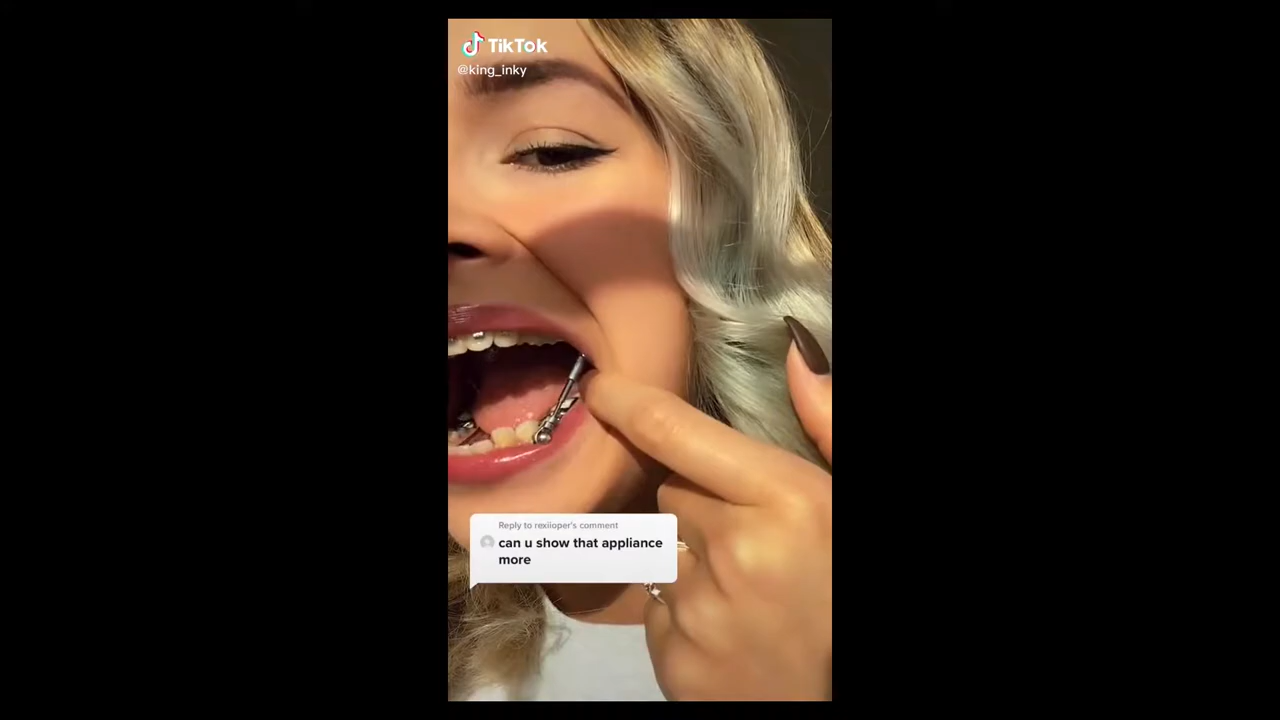 TikTok
@king_inky
Reply to rexiioper's comment
can u show that appliance
more